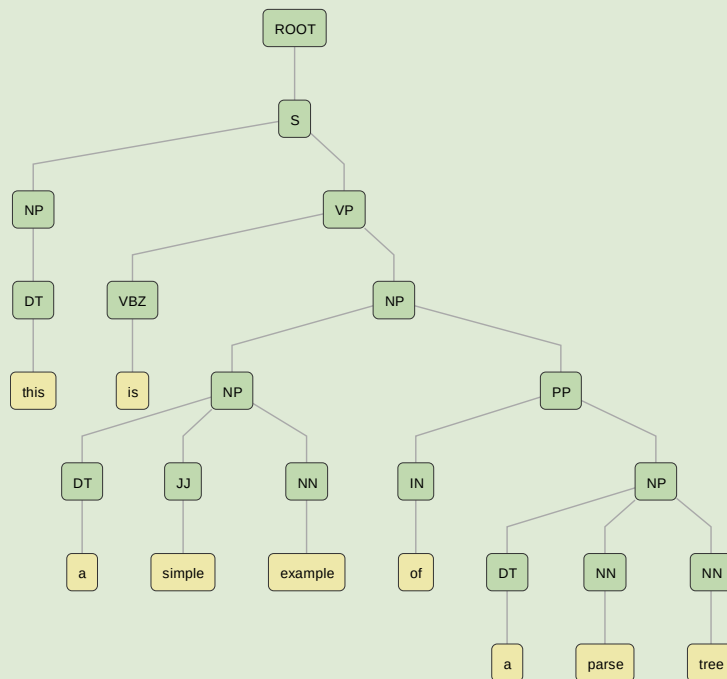 ROOT
S
NP VP
DT VBZ NP
this is NP PP
DT JJ NN IN NP
a simple example of DT NN NN
a parse tree